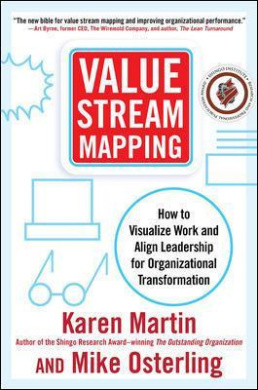 "The new bible for value stream mapping and improving organizational performance."
— Art Byrne, former CEO, The Wiremold Company, and author, The Lean Turnaround
VALUE
STREAM
MAPPING
How to
Visualize Work and
Align Leadership
for Organizational
Transformation
Karen Martin
Author of the Shingo Research Award–winning The Outstanding Organization
AND Mike Osterling